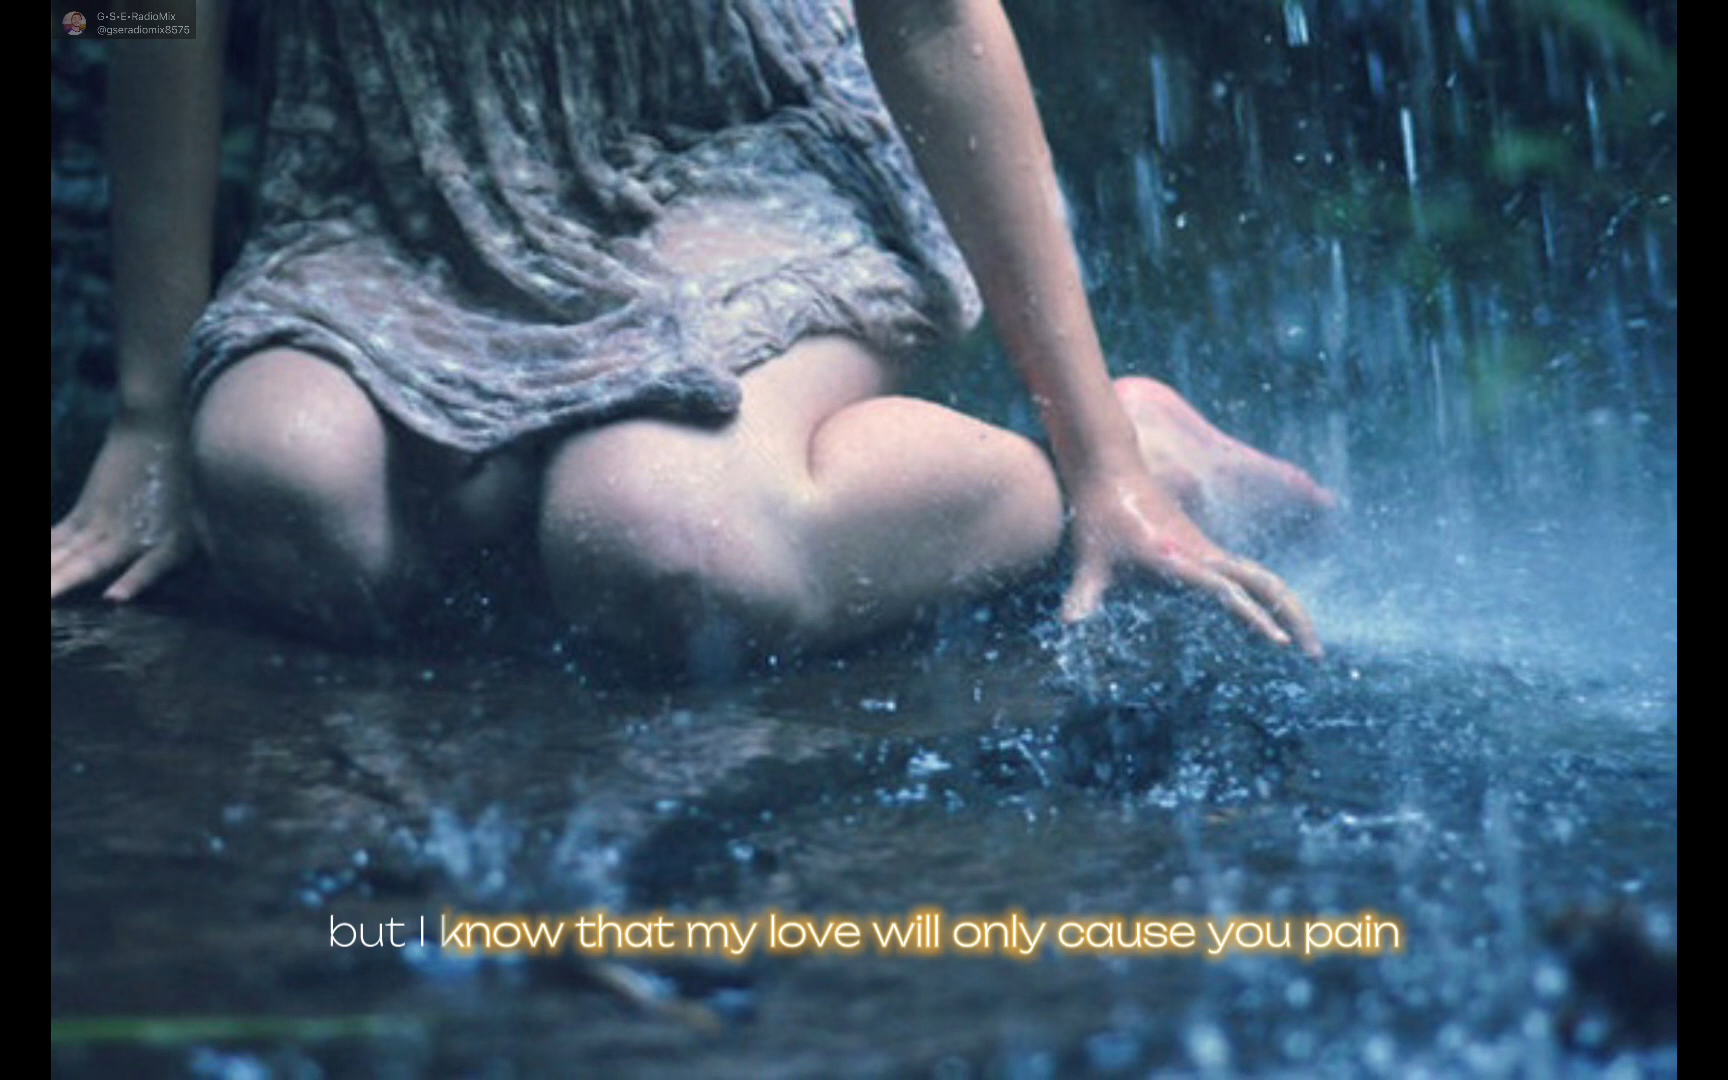 G•S•E•RadioMix
@gseradiomix8575
but I know that my love will only cause you pain